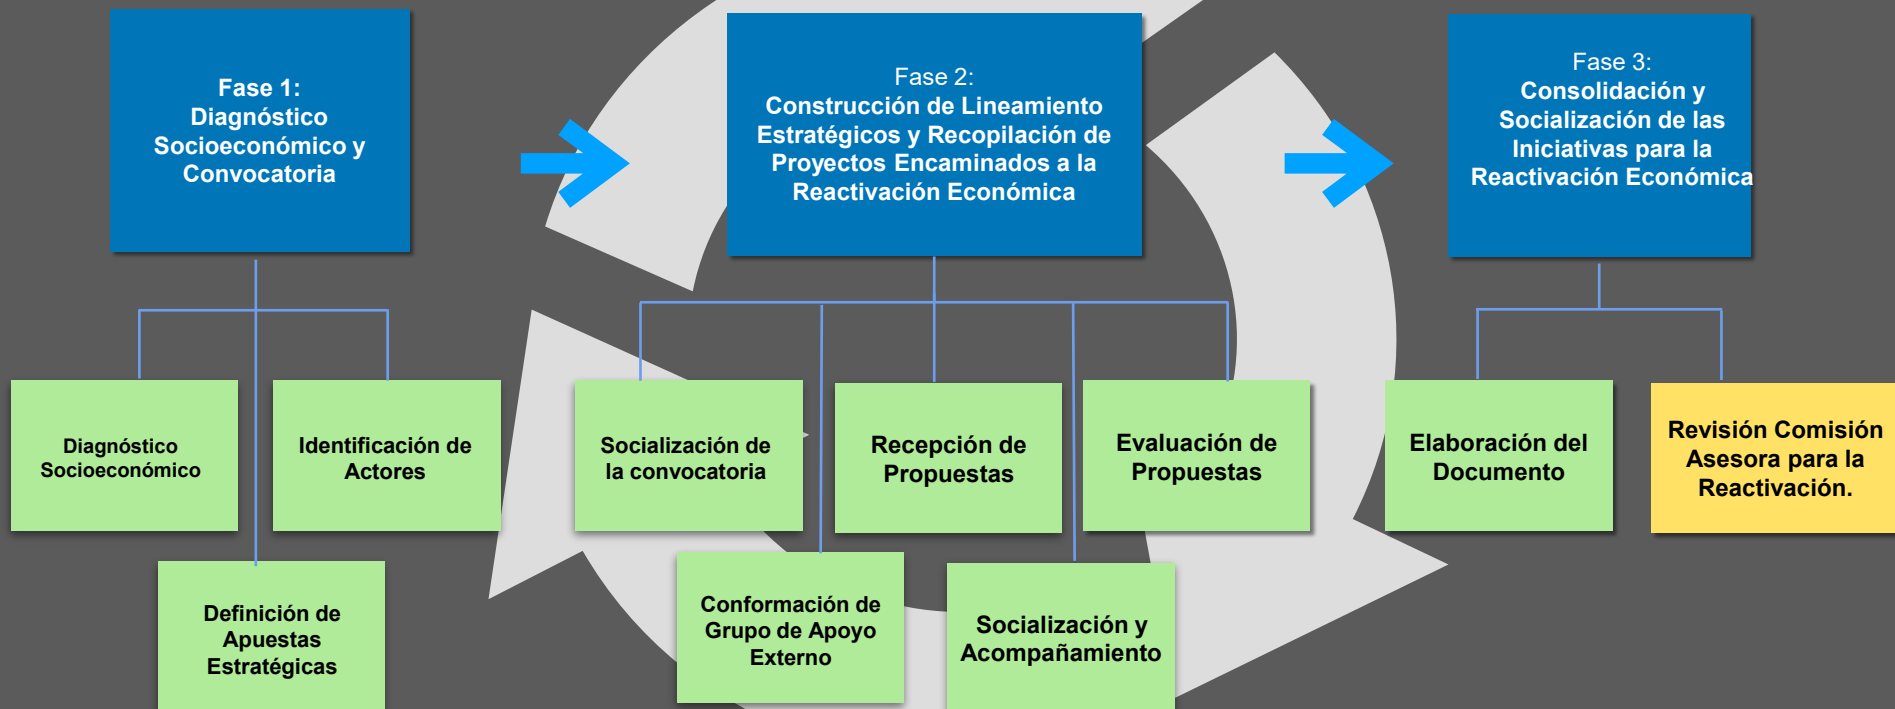 Fase 1:
Diagnóstico
Socioeconómico y
Convocatoria
Fase 2:
Construcción de Lineamiento
Estratégicos y Recopilación de
Proyectos Encaminados a la
Reactivación Económica
Fase 3:
Consolidación y
Socialización de las
Iniciativas para la
Reactivación Económica
Diagnóstico
Socioeconómico
Identificación de
Actores
Definición de
Apuestas
Estratégicas
Socialización de
la convocatoria
Recepción de
Propuestas
Evaluación de
Propuestas
Conformación de
Grupo de Apoyo
Externo
Socialización y
Acompañamiento
Elaboración del
Documento
Revisión Comisión
Asesora para la
Reactivación.